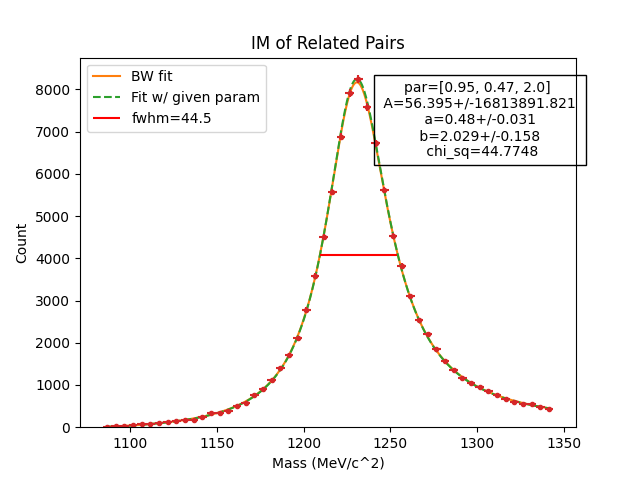 IM of Related Pairs
BW fit
Fit w/ given param
fwhm=44.5
par=[0.95, 0.47, 2.0]
A=56.395+/-16813891.821
a=0.48+/-0.031
b=2.029+/-0.158
chi_sq=44.7748
Count
8000
7000
6000
5000
4000
3000
2000
1000
0
1100 1150 1200 1250 1300 1350
Mass (MeV/c^2)